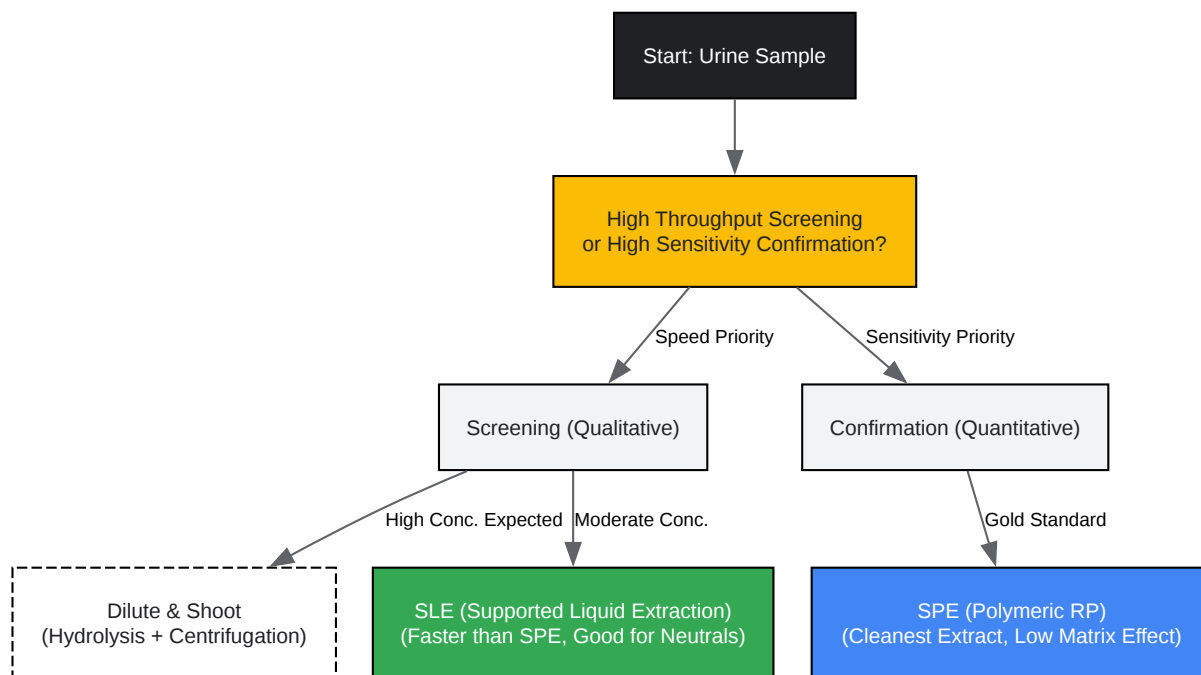 Start: Urine Sample
High Throughput Screening
or High Sensitivity Confirmation?
Speed Priority
Sensitivity Priority
Screening (Qualitative)
Confirmation (Quantitative)
High Conc. Expected
Moderate Conc.
Gold Standard
Dilute & Shoot
(Hydrolysis + Centrifugation)
SLE (Supported Liquid Extraction)
(Faster than SPE, Good for Neutrals)
SPE (Polymeric RP)
(Cleanest Extract, Low Matrix Effect)